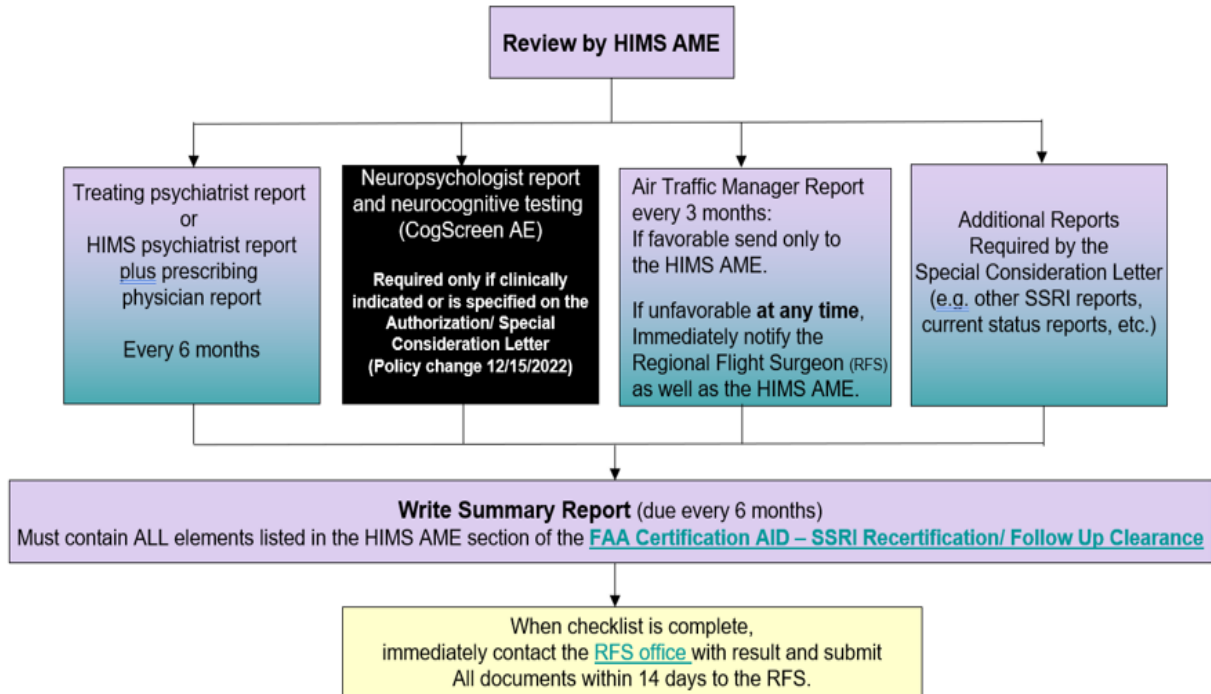 Review by HIMS AME
Treating psychiatrist report
or
HIMS psychiatrist report
plus prescribing
physician report
Every 6 months
Neuropsychologist report
and neurocognitive testing
(CogScreen AE)
Required only if clinically
indicated or is specified on the
Authorization/ Special
Consideration Letter
(Policy change 12/15/2022)
Air Traffic Manager Report
every 3 months:
If favorable send only to
the HIMS AME.
If unfavorable at any time,
Immediately notify the
Regional Flight Surgeon (RFS)
as well as the HIMS AME.
Additional Reports
Required by the
Special Consideration Letter
(e.g. other SSRI reports,
current status reports, etc.)
Write Summary Report (due every 6 months)
Must contain ALL elements listed in the HIMS AME section of the FAA Certification AID – SSRI Recertification/ Follow Up Clearance
When checklist is complete,
immediately contact the RFS office with result and submit
All documents within 14 days to the RFS.